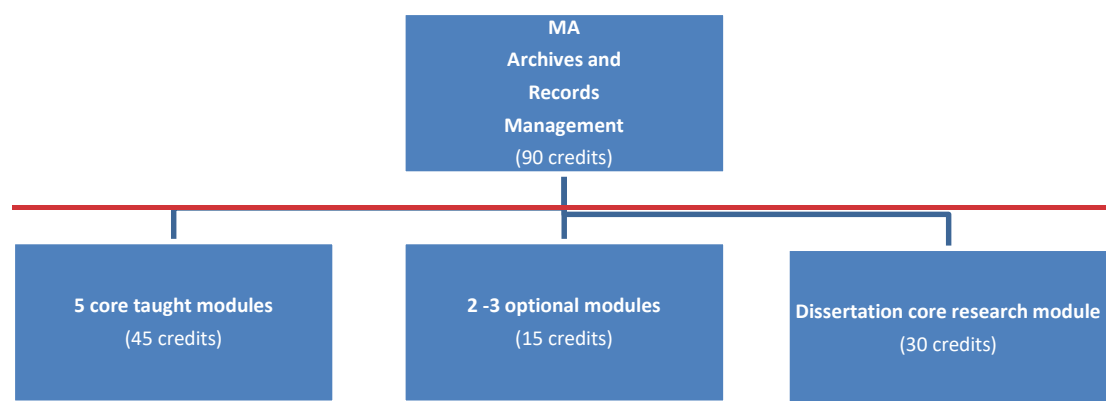 MA
Archives and
Records
Management
(90 credits)
5 core taught modules
(45 credits)
2 -3 optional modules
(15 credits)
Dissertation core research module
(30 credits)